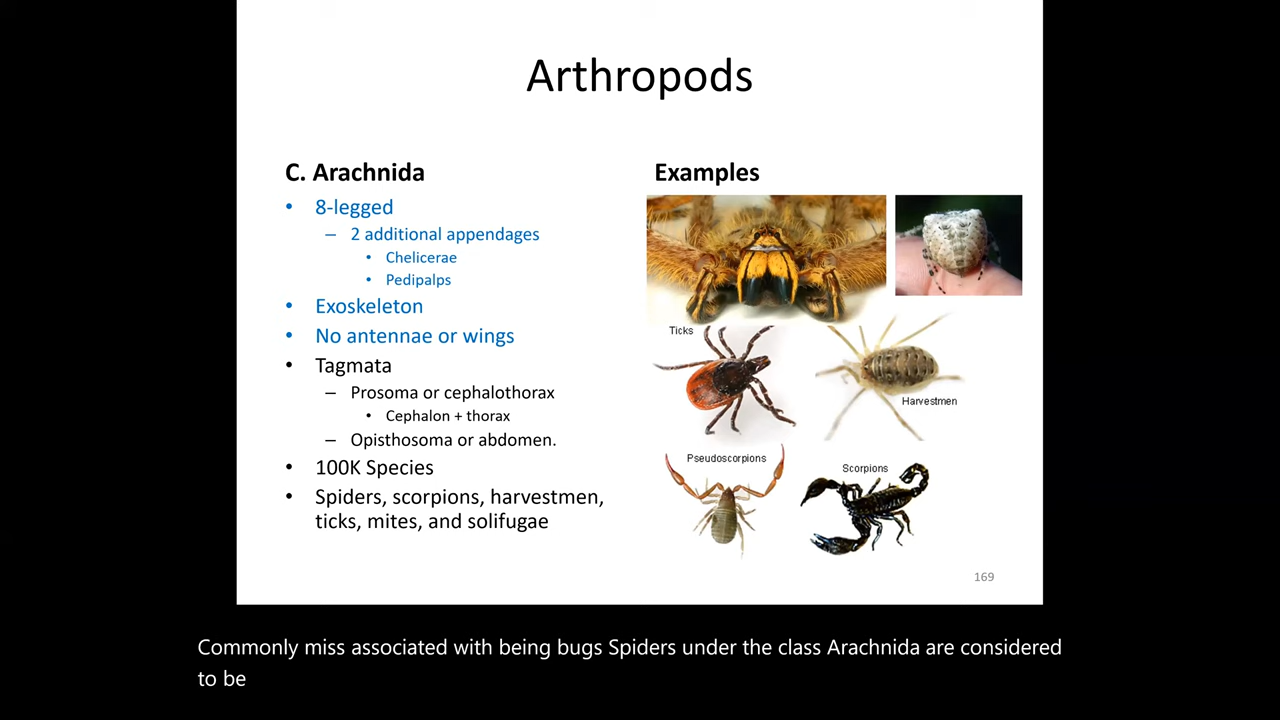 Arthropods
C. Arachnida
• 8-legged
– 2 additional appendages
• Chelicerae
• Pedipalps
• Exoskeleton
• No antennae or wings
• Tagmata
– Prosoma or cephalothorax
• Cephalon + thorax
– Opisthosoma or abdomen.
• 100K Species
• Spiders, scorpions, harvestmen,
ticks, mites, and solifugae
Examples
Ticks
Harvestmen
Pseudoscorpions
Scorpions
169
Commonly miss associated with being bugs Spiders under the class Arachnida are considered
to be